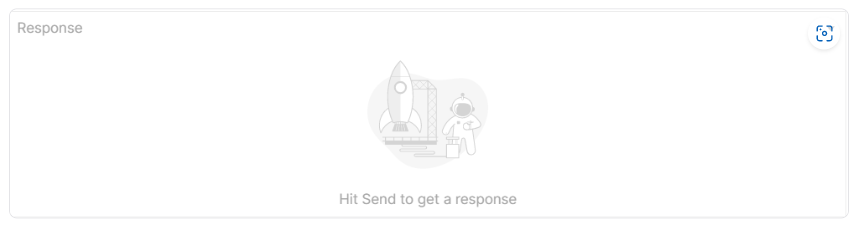 Response
Hit Send to get a response